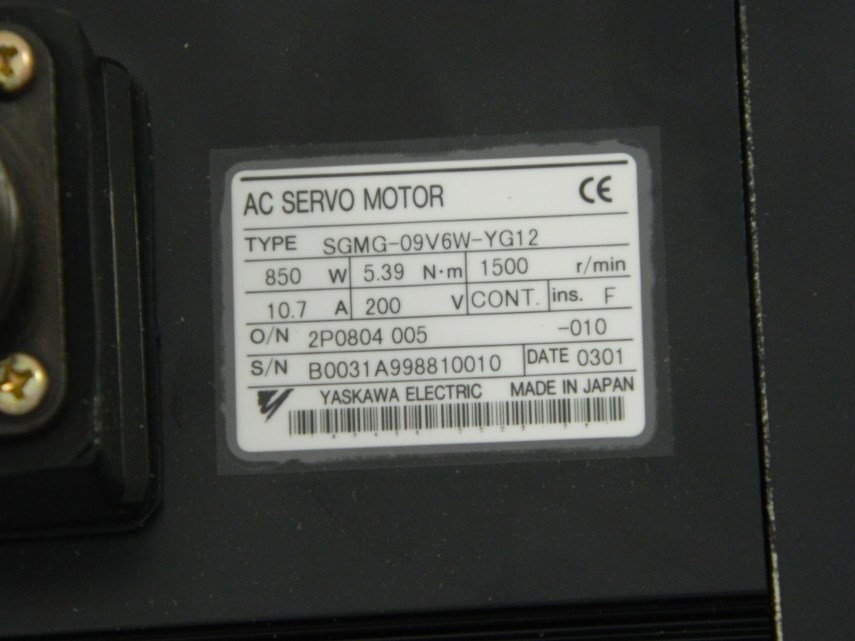 AC SERVO MOTOR CE
TYPE SGMG-09V6W-YG12
850 W 5.39 N·m 1500 r/min
10.7 A 200 V CONT. ins. F
O/N 2P0804 005 -010
S/N B0031A998810010 DATE 0301
YASKAWA ELECTRIC MADE IN JAPAN